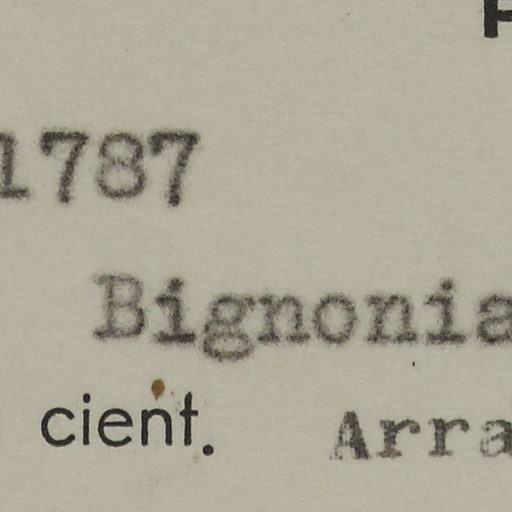 1787
Bignonia
cient. Arra